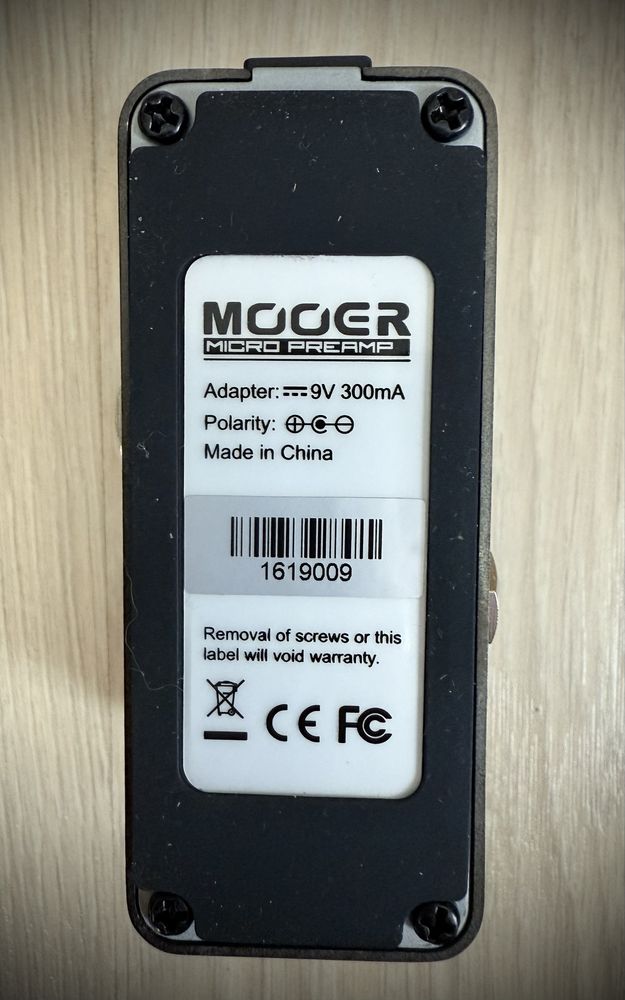 MOOER
MICRO PREAMP
Adapter: 9V 300mA
Polarity:
Made in China
1619009
Removal of screws or this
label will void warranty.
CE FC